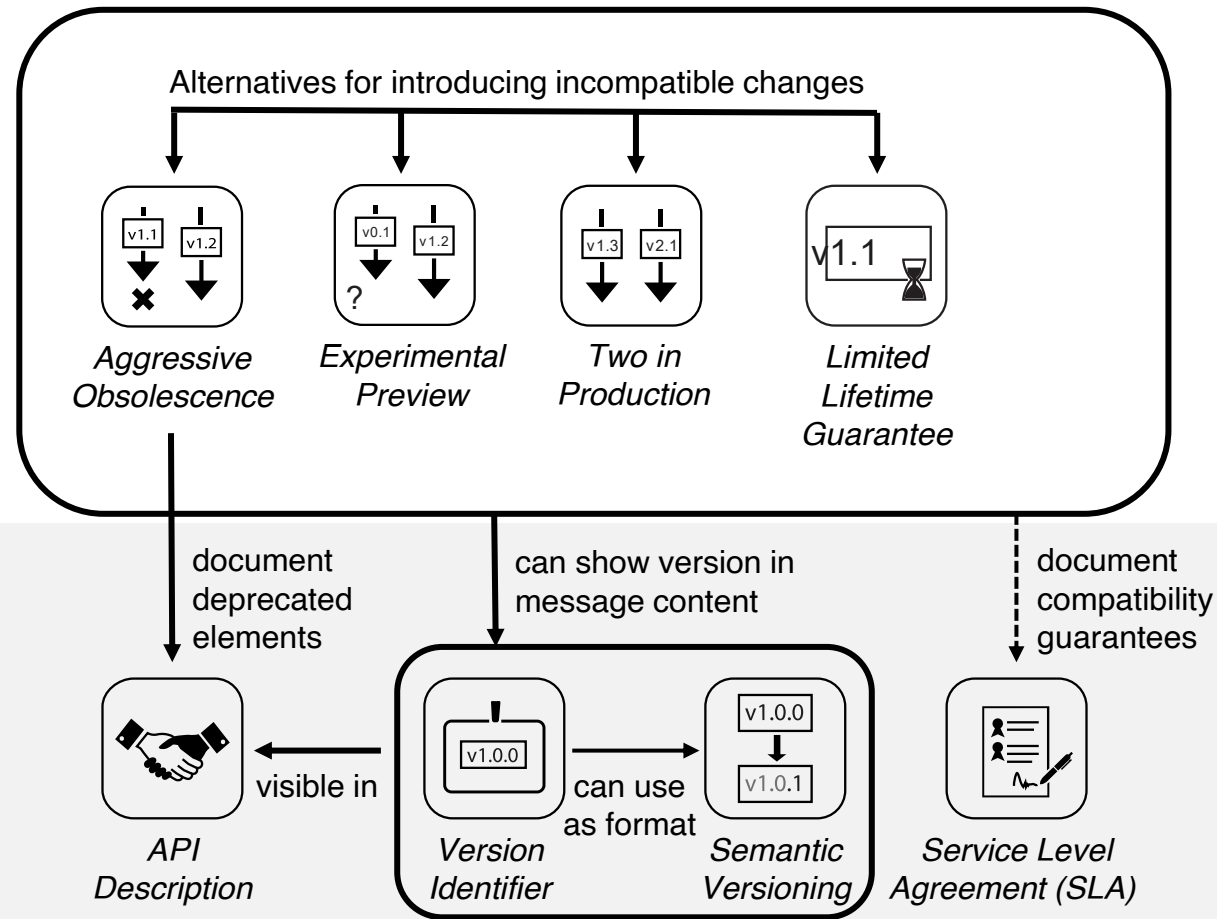 Alternatives for introducing incompatible changes
v1.1
v1.2
v0.1
v1.2
?
v1.3
v2.1
v1.1
Aggressive
Obsolescence
Experimental
Preview
Two in
Production
Limited
Lifetime
Guarantee
document
deprecated
elements
can show version in
message content
document
compatibility
guarantees
v1.0.0
v1.0.0
v1.0.1
visible in
can use
as format
API
Description
Version
Identifier
Semantic
Versioning
Service Level
Agreement (SLA)